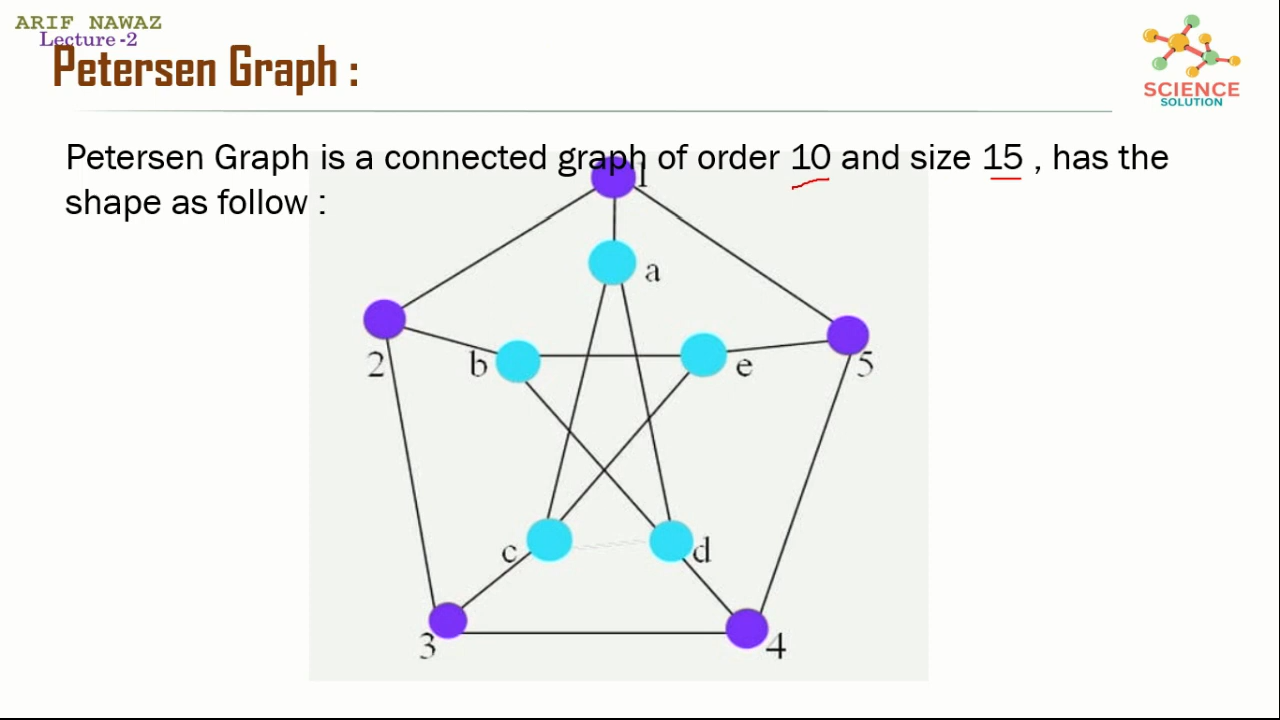 ARIF NAWAZ
Lecture -2
Petersen Graph :
SCIENCE
SOLUTION
Petersen Graph is a connected graph of order 10 and size 15 , has the
shape as follow :
1
a
2
b
e
5
c
d
3
4